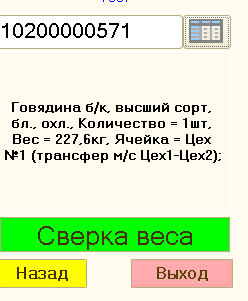 10200000571
Говядина б/к, высший сорт,
бл., охл., Количество = 1шт,
Вес = 227,6кг, Ячейка = Цех
№1 (трансфер м/с Цех1-Цех2);
Сверка веса
Назад
Выход